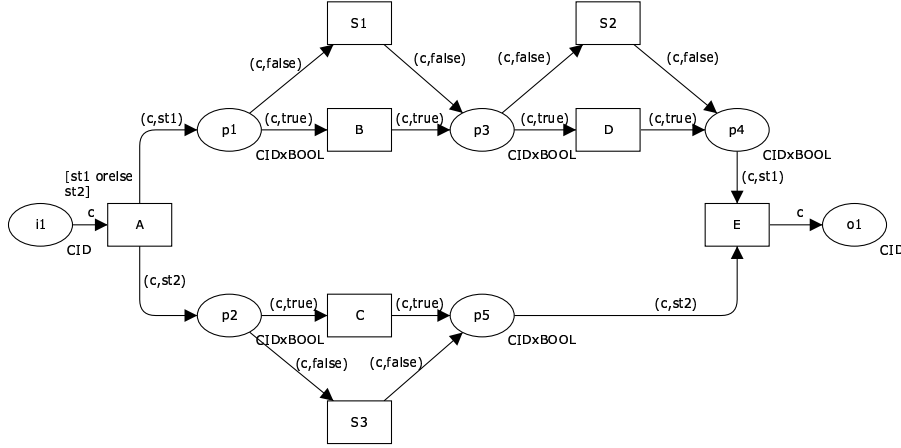 S1
S2
(c,false)
(c,false)
(c,false)
(c,false)
(c,st1)
p1
(c,true)
B
(c,true)
p3
(c,true)
D
(c,true)
p4
CIDxBOOL
CIDxBOOL
CIDxBOOL
[st1 orelse
st2]
(c,st1)
i1
c
A
E
c
o1
CID
CID
(c,st2)
p2
(c,true)
C
(c,true)
p5
(c,st2)
CIDxBOOL
CIDxBOOL
(c,false)
(c,false)
S3